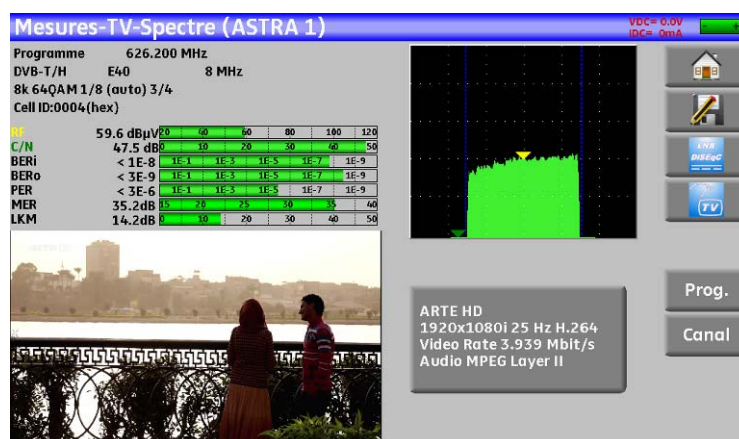 Mesures-TV-Spectre (ASTRA 1)
VDC= 0.0V
IDC= 0mA
- +
Programme 626.200 MHz
DVB-T/H E40 8 MHz
8k 64QAM 1/8 (auto) 3/4
Cell ID:0004(hex)
RF 59.6 dBµV 20 40 60 80 100 120
C/N 47.5 dB 0 10 20 30 40 50
BERi < 1E-8 1E-1 1E-3 1E-5 1E-7 1E-9
BERo < 3E-9 1E-1 1E-3 1E-5 1E-7 1E-9
PER < 3E-6 1E-1 1E-3 1E-5 1E-7 1E-9
MER 35.2dB 15 20 25 30 35 40
LKM 14.2dB 0 10 20 30 40 50
LNB
DiSEqC
TV
Prog.
Canal
ARTE HD
1920x1080i 25 Hz H.264
Video Rate 3.939 Mbit/s
Audio MPEG Layer II